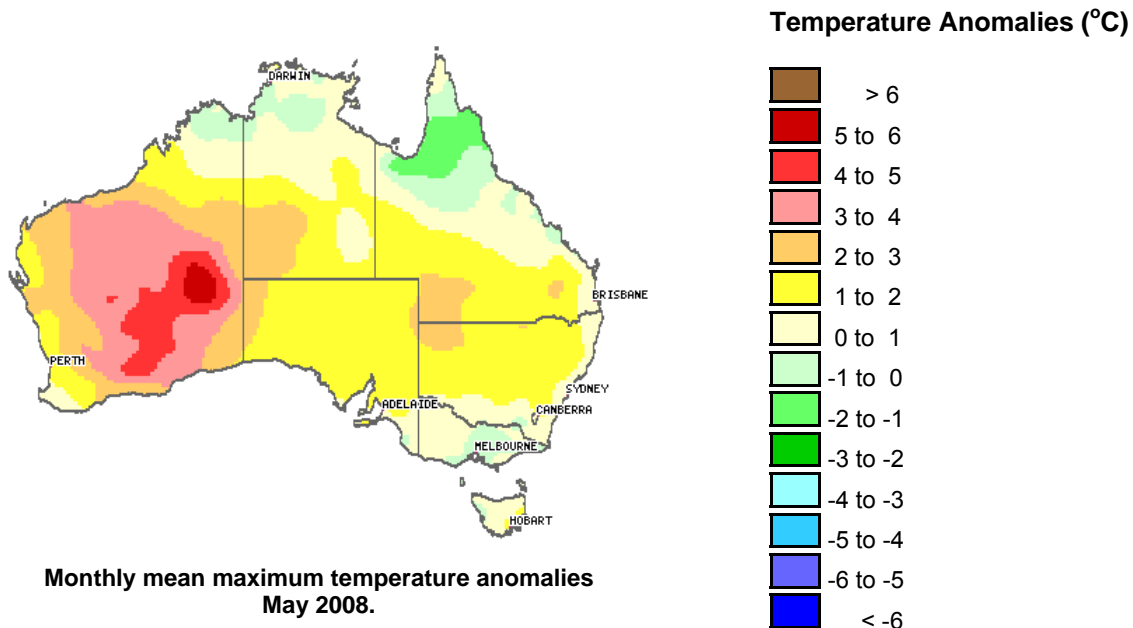 Temperature Anomalies (°C)
DARWIN
BRISBANE
PERTH
SYDNEY
ADELAIDE
CANBERRA
MELBOURNE
HOBART
Monthly mean maximum temperature anomalies
May 2008.
> 6
5 to 6
4 to 5
3 to 4
2 to 3
1 to 2
0 to 1
-1 to 0
-2 to -1
-3 to -2
-4 to -3
-5 to -4
-6 to -5
< -6